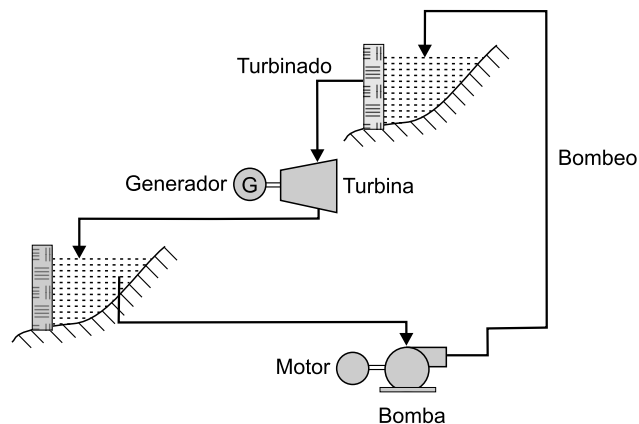 Turbinado
Bombeo
Generador
G
Turbina
Motor
Bomba